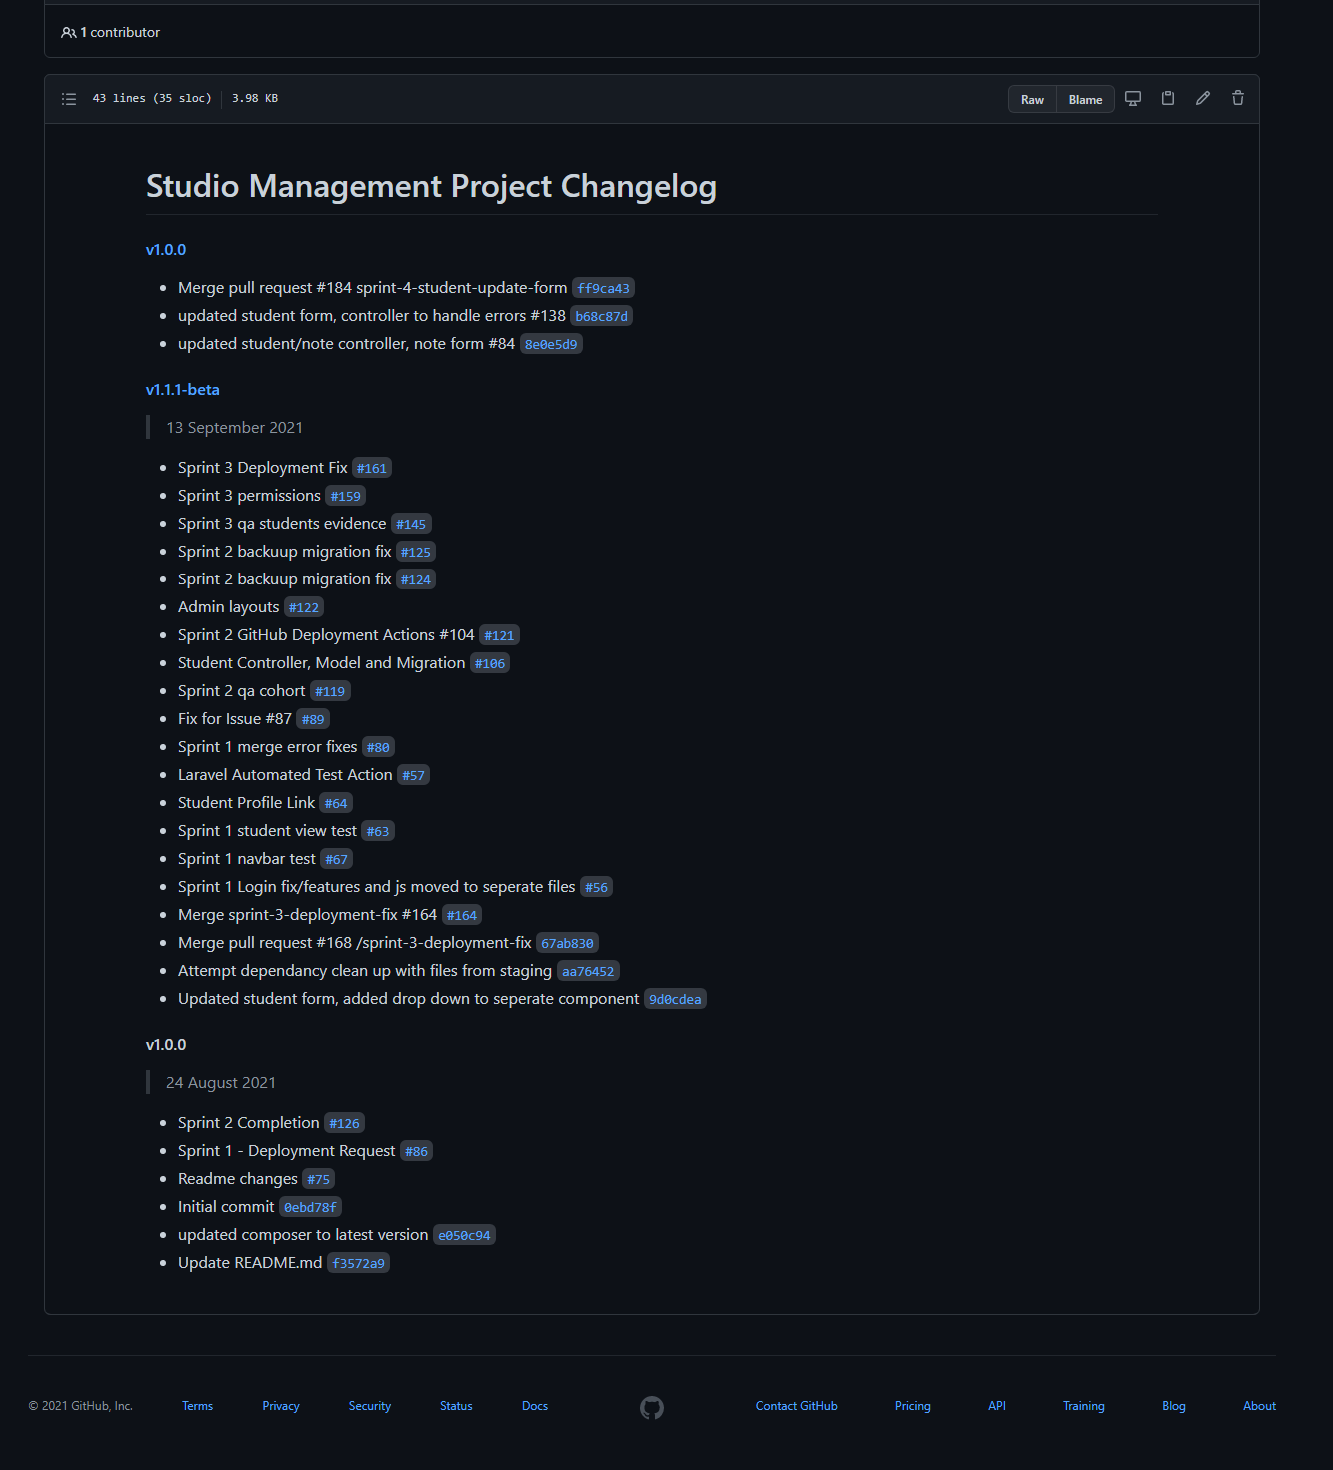 1 contributor
43 lines (35 sloc) 3.98 KB Raw Blame
Studio Management Project Changelog
v1.0.0
Merge pull request #184 sprint-4-student-update-form ff9ca43
updated student form, controller to handle errors #138 b68c87d
updated student/note controller, note form #84 8e0e5d9
v1.1.1-beta
13 September 2021
Sprint 3 Deployment Fix #161
Sprint 3 permissions #159
Sprint 3 qa students evidence #145
Sprint 2 backuup migration fix #125
Sprint 2 backuup migration fix #124
Admin layouts #122
Sprint 2 GitHub Deployment Actions #104 #121
Student Controller, Model and Migration #106
Sprint 2 qa cohort #119
Fix for Issue #87 #89
Sprint 1 merge error fixes #80
Laravel Automated Test Action #57
Student Profile Link #64
Sprint 1 student view test #63
Sprint 1 navbar test #67
Sprint 1 Login fix/features and js moved to seperate files #56
Merge sprint-3-deployment-fix #164 #164
Merge pull request #168 /sprint-3-deployment-fix 67ab830
Attempt dependancy clean up with files from staging aa76452
Updated student form, added drop down to seperate component 9d0cdea
v1.0.0
24 August 2021
Sprint 2 Completion #126
Sprint 1 - Deployment Request #86
Readme changes #75
Initial commit 0ebd78f
updated composer to latest version e050c94
Update README.md f3572a9
© 2021 GitHub, Inc. Terms Privacy Security Status Docs Contact GitHub Pricing API Training Blog About